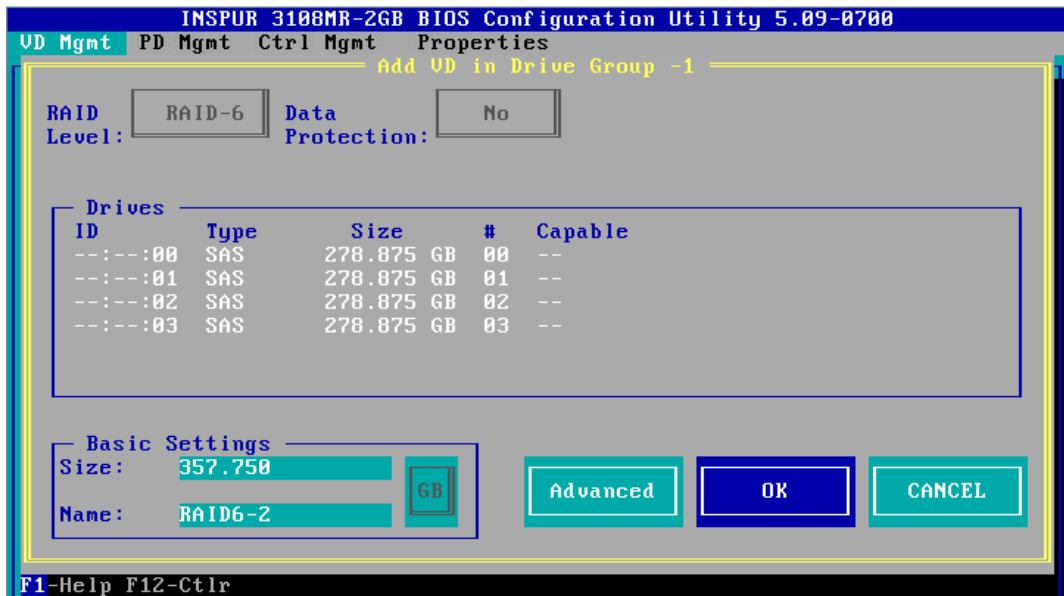 INSPUR 3108MR-2GB BIOS Configuration Utility 5.09-0700
VD Mgmt PD Mgmt Ctrl Mgmt Properties
Add VD in Drive Group -1
RAID Level: RAID-6 Data Protection: No
Drives
ID Type Size # Capable
--:--:00 SAS 278.875 GB 00 --
--:--:01 SAS 278.875 GB 01 --
--:--:02 SAS 278.875 GB 02 --
--:--:03 SAS 278.875 GB 03 --
Basic Settings
Size: 357.750 GB
Name: RAID6-2
Advanced OK CANCEL
F1-Help F12-Ctlr